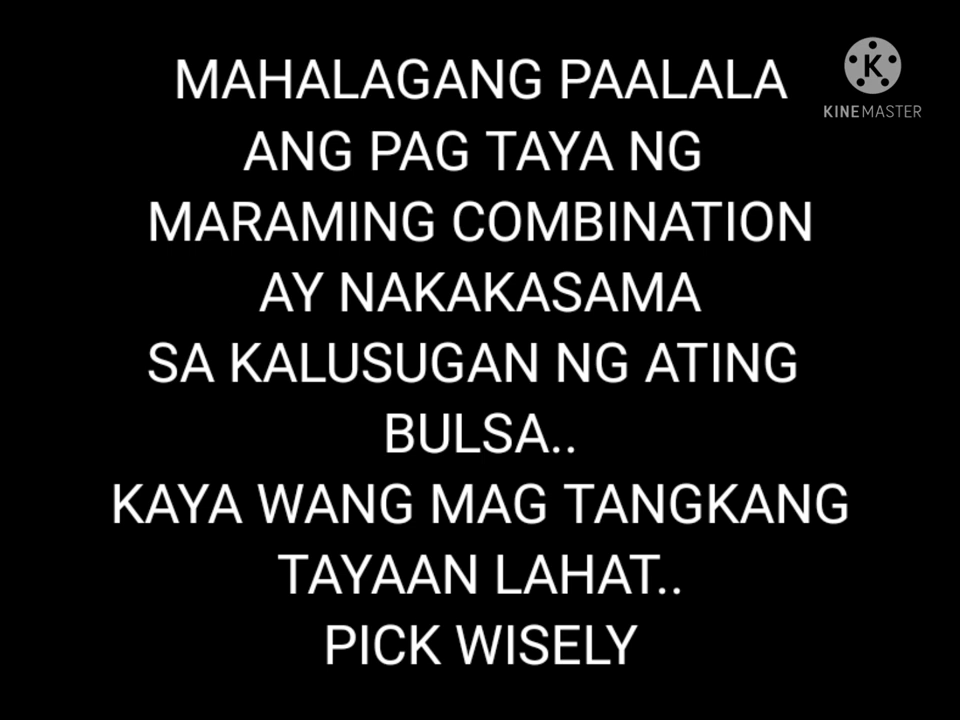 MAHALAGANG PAALALA
ANG PAG TAYA NG
MARAMING COMBINATION
AY NAKAKASAMA
SA KALUSUGAN NG ATING
BULSA..
KAYA WANG MAG TANGKANG
TAYAAN LAHAT..
PICK WISELY
K
KINEMASTER